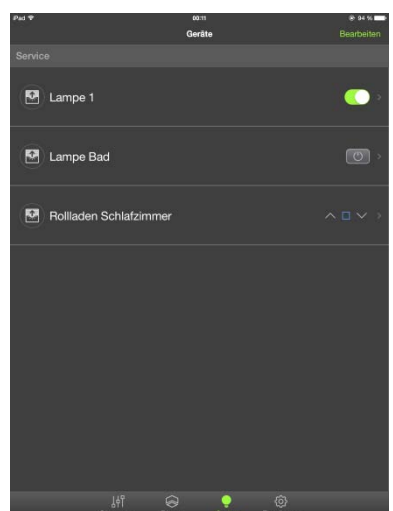 iPad
00:11
94 %
Geräte
Bearbeiten
Service
Lampe 1
Lampe Bad
Rollladen Schlafzimmer